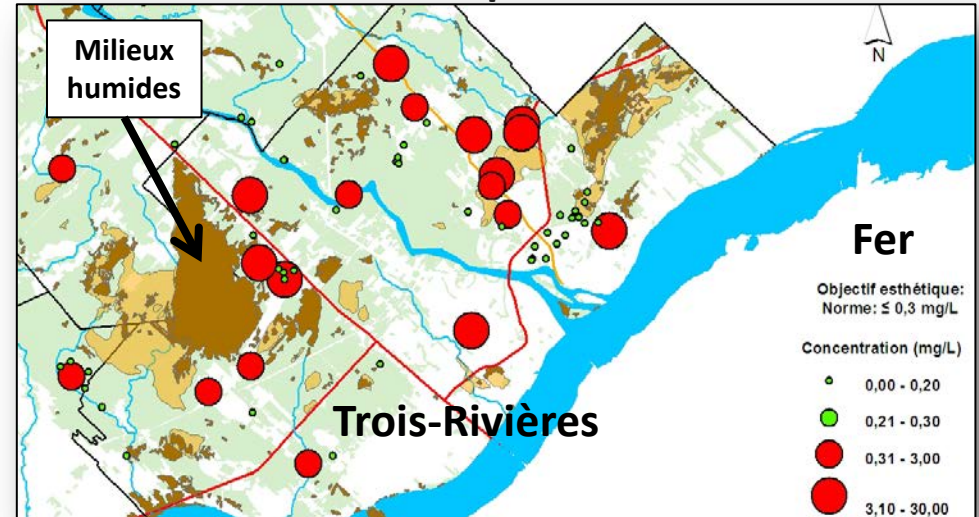 Milieux
humides
N
Fer
Objectif esthétique:
Norme: ≤ 0,3 mg/L
Concentration (mg/L)
0,00 - 0,20
0,21 - 0,30
0,31 - 3,00
3,10 - 30,00
Trois-Rivières